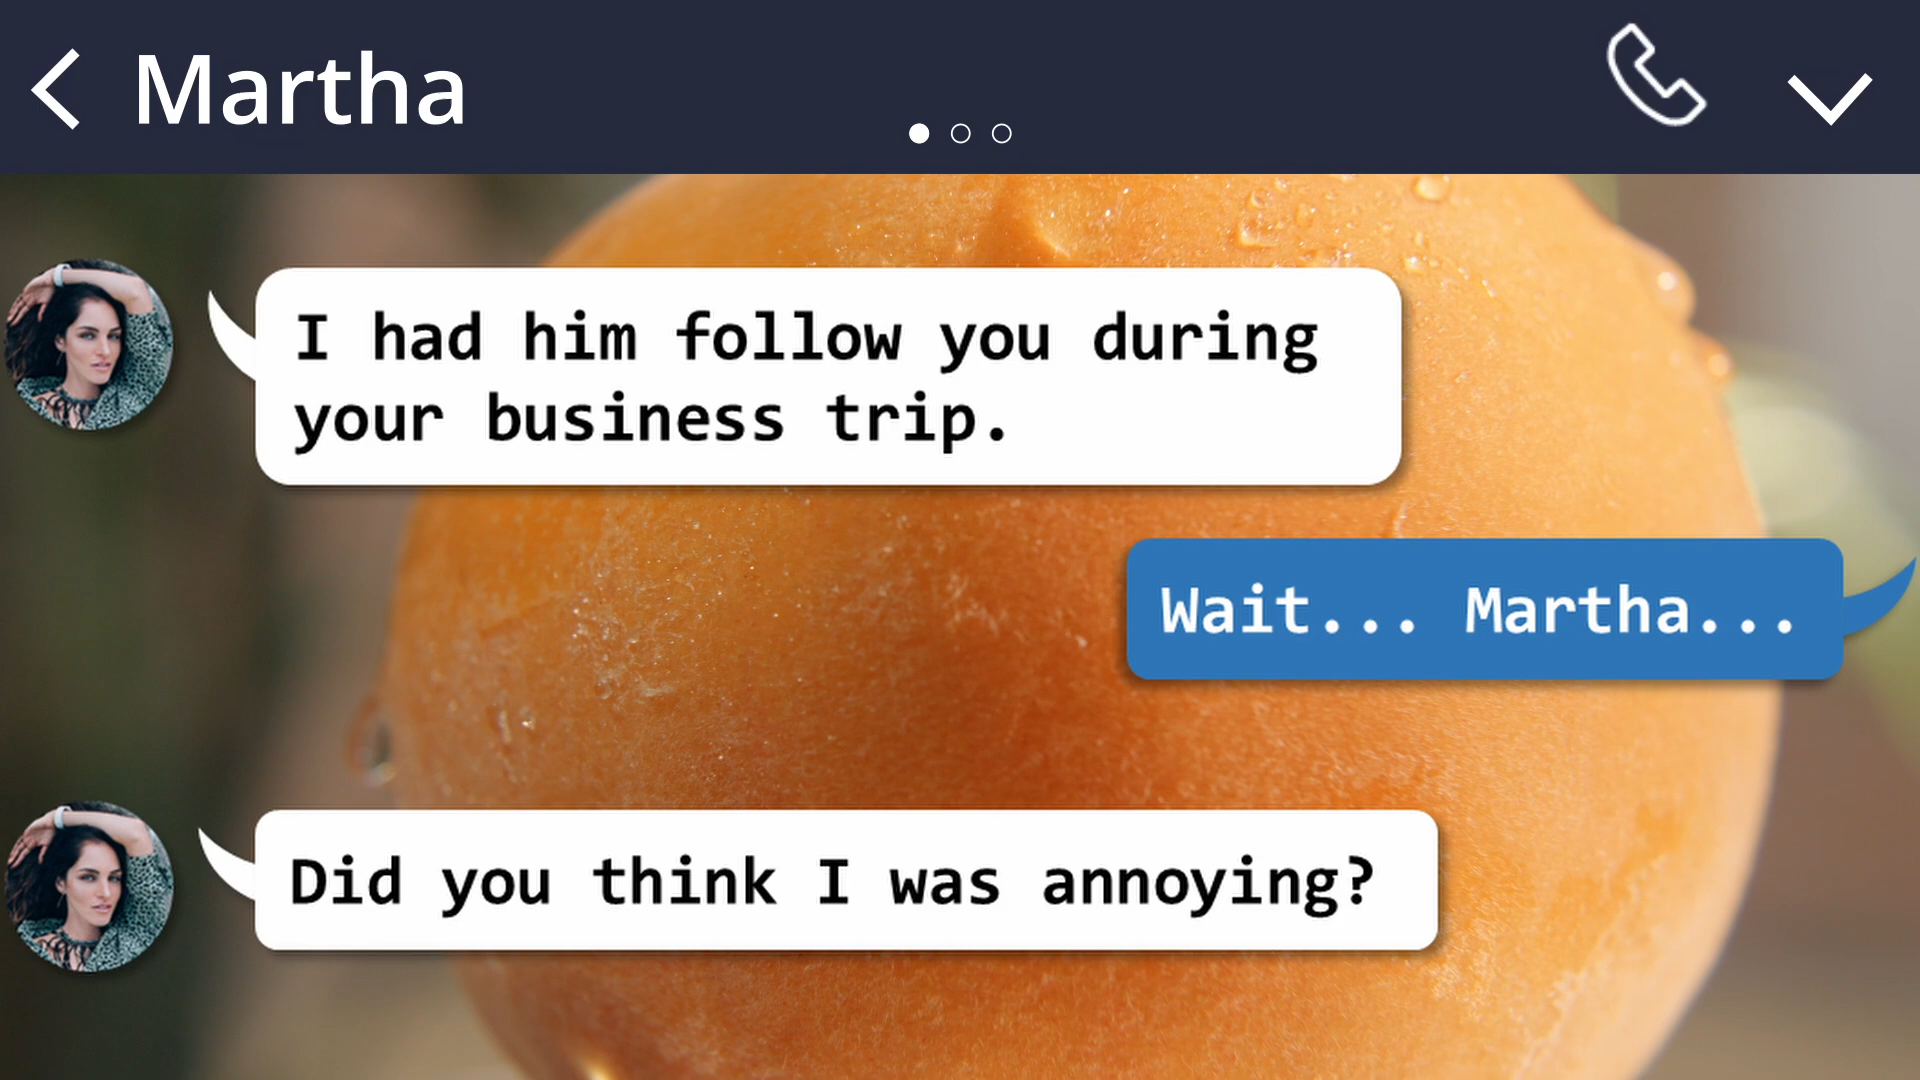 Martha
I had him follow you during
your business trip.
Wait... Martha...
Did you think I was annoying?